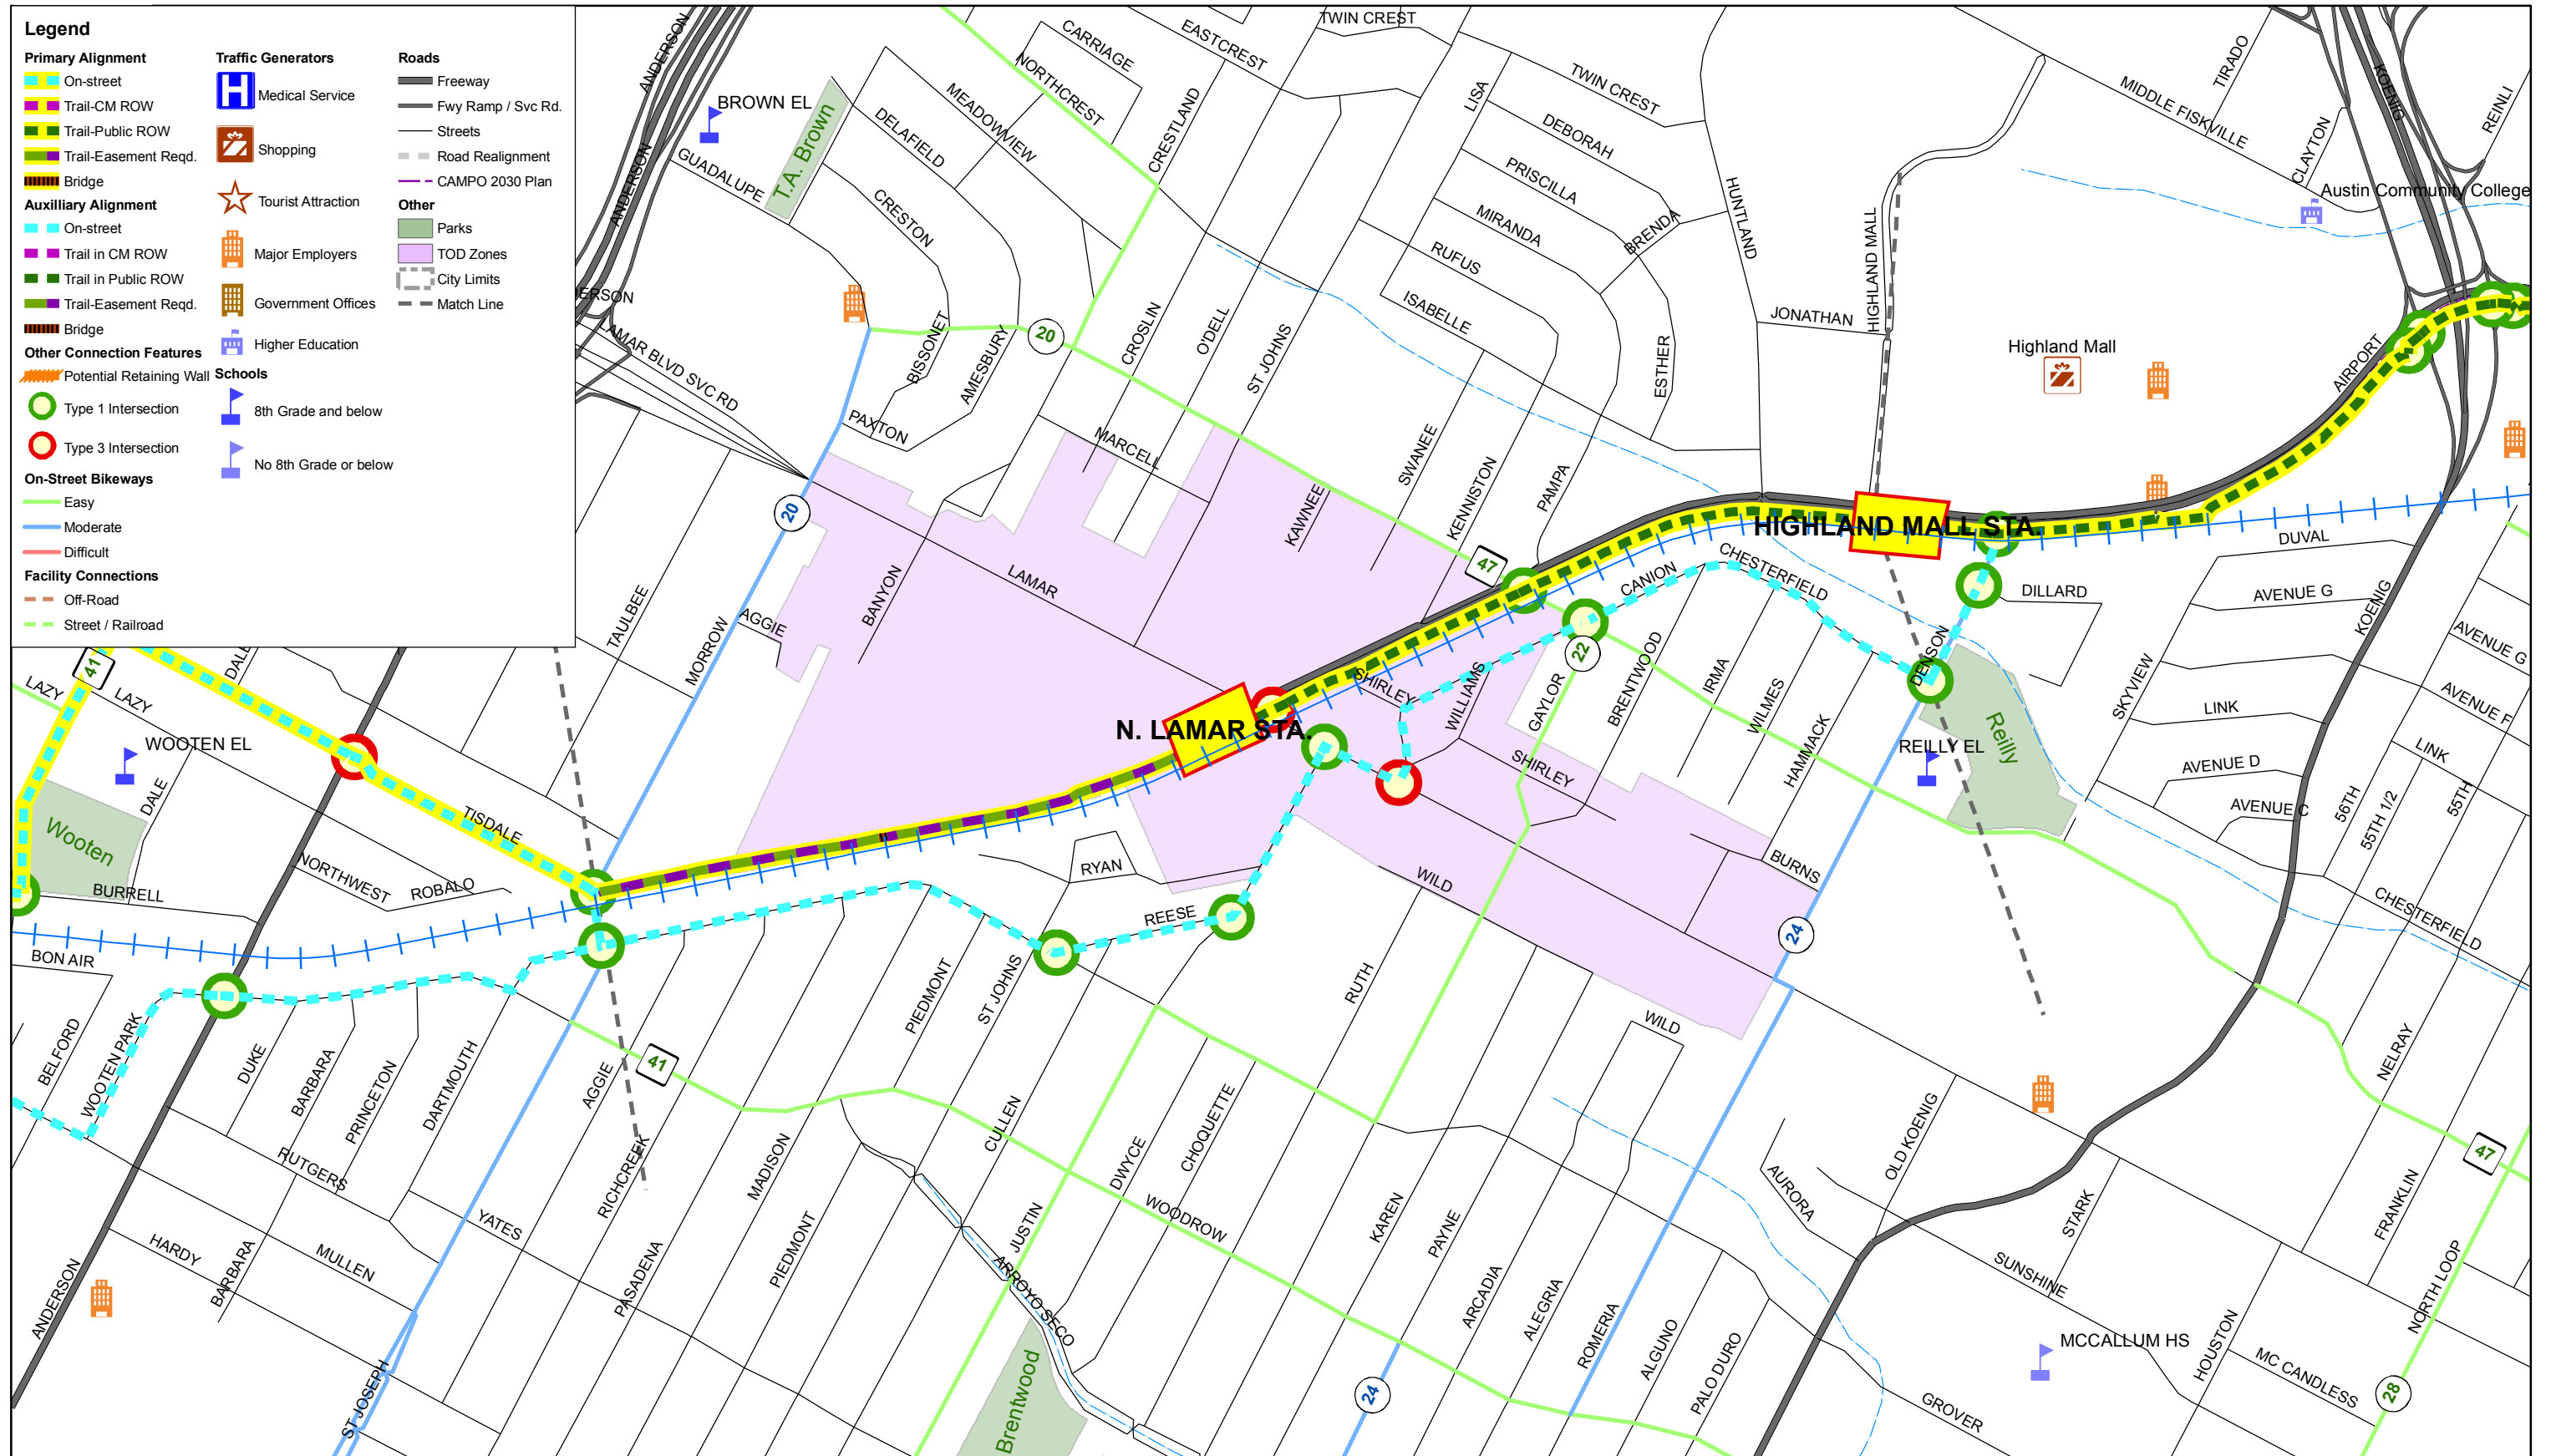 Legend
Primary Alignment
On-street
Trail-CM ROW
Trail-Public ROW
Trail-Easement Reqd.
Bridge
Auxilliary Alignment
On-street
Trail in CM ROW
Trail in Public ROW
Trail-Easement Reqd.
Bridge
Other Connection Features
Potential Retaining Wall
Type 1 Intersection
Type 3 Intersection
On-Street Bikeways
Easy
Moderate
Difficult
Facility Connections
Off-Road
Street / Railroad
Traffic Generators
H Medical Service
Shopping
Tourist Attraction
Major Employers
Government Offices
Higher Education
Schools
8th Grade and below
No 8th Grade or below
Roads
Freeway
Fwy Ramp / Svc Rd.
Streets
Road Realignment
CAMPO 2030 Plan
Other
Parks
TOD Zones
City Limits
Match Line
ANDERSON
ANDERSON
DERSON
LAMAR BLVD SVC RD
BROWN EL
T.A. Brown
GUADALUPE
DELAFIELD
CRESTON
MEADOWVIEW
NORTHCREST
CARRIAGE
EASTCREST
TWIN CREST
CRESTLAND
BISSONET
AMESBURY
20
PAXTON
CROSLIN
O'DELL
ST JOHNS
MARCELL
LISA
TWIN CREST
DEBORAH
PRISCILLA
MIRANDA
BRENDA
RUFUS
ISABELLE
HUNTLAND
ESTHER
JONATHAN
HIGHLAND MALL
MIDDLE FISKVILLE
TIRADO
CLAYTON
KOENIG
REINLI
Austin Community College
Highland Mall
AIRPORT
SWANEE
KENNISTON
PAMPA
KAWNEE
47
20
HIGHLAND MALL STA.
LAMAR
BANYON
AGGIE
MORROW
TAULBEE
CANION
CHESTERFIELD
DILLARD
DUVAL
AVENUE G
KOENIG
AVENUE G
AVENUE F
LINK
LINK
AVENUE D
AVENUE C
SKYVIEW
DENSON
Reilly
REILLY EL
22
SHIRLEY
WILLIAMS
GAYLOR
BRENTWOOD
IRMA
WILMES
HAMMACK
SHIRLEY
BURNS
N. LAMAR STA.
41
LAZY
LAZY
DALE
WOOTEN EL
Wooten
DALE
TISDALE
BURRELL
NORTHWEST
ROBALO
BON AIR
BELFORD
WOOTEN PARK
DUKE
BARBARA
PRINCETON
DARTMOUTH
RUTGERS
HARDY
BARBARA
MULLEN
ANDERSON
ST JOSEPH
YATES
AGGIE
41
RICHCREEK
PASADENA
MADISON
PIEDMONT
PIEDMONT
ST JOHNS
RYAN
REESE
CULLEN
JUSTIN
DWYCE
CHOQUETTE
ARROYO SECO
Brentwood
WOODROW
RUTH
WILD
WILD
24
24
KAREN
PAYNE
ARCADIA
ALEGRIA
ROMERIA
ALGUNO
PALO DURO
AURORA
OLD KOENIG
STARK
SUNSHINE
MCCALLUM HS
GROVER
HOUSTON
MC CANDLESS
28
NORTH LOOP
FRANKLIN
NELRAY
47
CHESTERFIELD
56TH
55TH 1/2
55TH